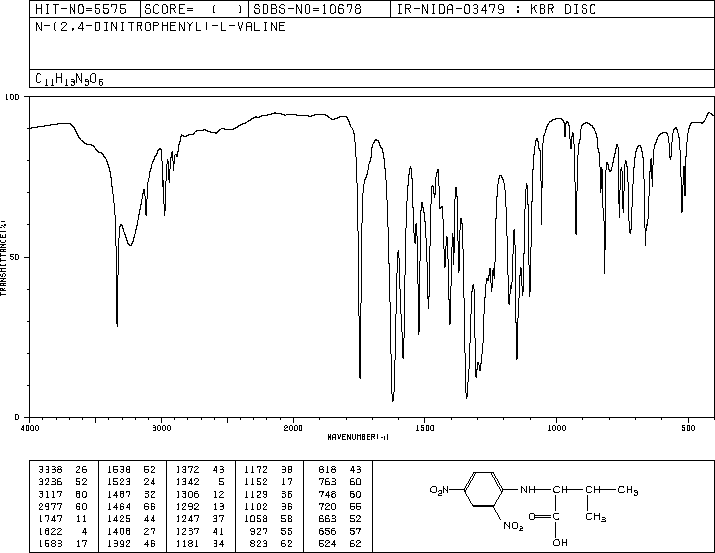 HIT-NO=5575 SCORE= ( ) SDBS-NO=10678 IR-NIDA-03479 : KBR DISC
N-(2,4-DINITROPHENYL)-L-VALINE
C11H13N3O6
100
50
0
TRANSMITTANCE(%)
4000 3000 2000 1500 1000 500
WAVENUMBER(-1)
3338 26 1538 52 1372 43 1172 38 818 43
3236 52 1523 24 1342 5 1152 17 763 60
3117 60 1487 32 1306 12 1129 36 748 60
2977 60 1464 66 1292 13 1102 36 720 55
1747 11 1425 44 1247 37 1058 58 663 52
1622 4 1408 27 1237 41 927 55 656 57
1583 17 1392 46 1181 34 823 62 524 62
O2N NH CH CH CH3
NO2 O C CH3
OH